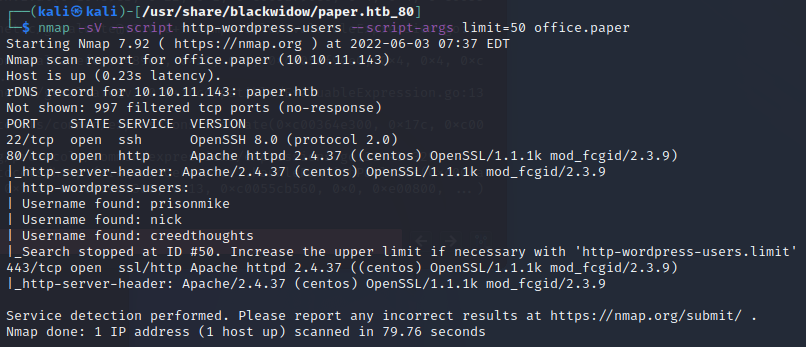 ┌──(kali㉿kali)-[/usr/share/blackwidow/paper.htb_80]
└─$ nmap -sV --script http-wordpress-users --script-args limit=50 office.paper
Starting Nmap 7.92 ( https://nmap.org ) at 2022-06-03 07:37 EDT
Nmap scan report for office.paper (10.10.11.143)
Host is up (0.23s latency).
rDNS record for 10.10.11.143: paper.htb
Not shown: 997 filtered tcp ports (no-response)
PORT    STATE SERVICE  VERSION
22/tcp  open  ssh      OpenSSH 8.0 (protocol 2.0)
80/tcp  open  http     Apache httpd 2.4.37 ((centos) OpenSSL/1.1.1k mod_fcgid/2.3.9)
|_http-server-header: Apache/2.4.37 (centos) OpenSSL/1.1.1k mod_fcgid/2.3.9
| http-wordpress-users:
| Username found: prisonmike
| Username found: nick
| Username found: creedthoughts
|_Search stopped at ID #50. Increase the upper limit if necessary with 'http-wordpress-users.limit'
443/tcp open  ssl/http Apache httpd 2.4.37 ((centos) OpenSSL/1.1.1k mod_fcgid/2.3.9)
|_http-server-header: Apache/2.4.37 (centos) OpenSSL/1.1.1k mod_fcgid/2.3.9
Service detection performed. Please report any incorrect results at https://nmap.org/submit/ .
Nmap done: 1 IP address (1 host up) scanned in 79.76 seconds